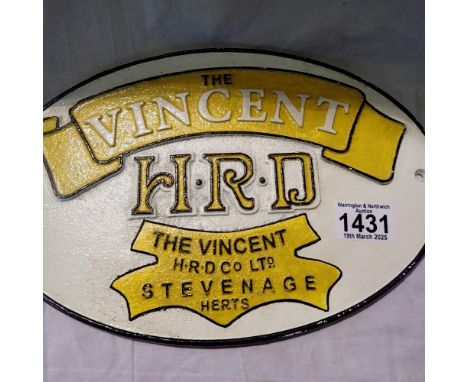 THE
VINCENT
H·R·D
THE VINCENT
H·R·D Co LTD
STEVENAGE
HERTS
Warrington & Northwich
Auction
1431
19th March 2025